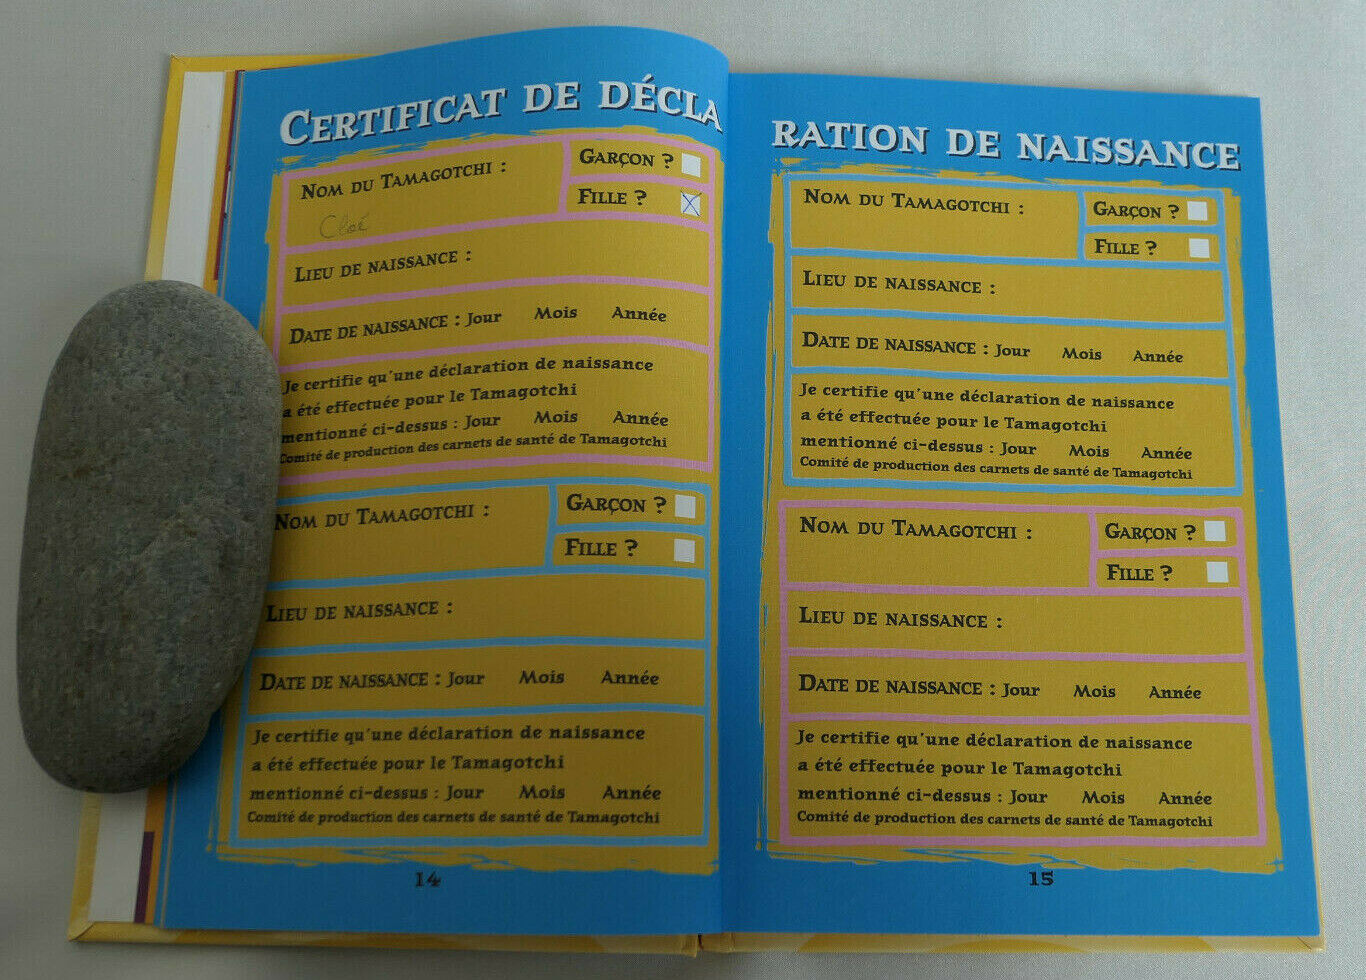 CERTIFICAT DE DÉCLA
NOM DU TAMAGOTCHI :
GARÇON ?
FILLE ?
Cloé
LIEU DE NAISSANCE :
DATE DE NAISSANCE : Jour Mois Année
Je certifie qu'une déclaration de naissance
a été effectuée pour le Tamagotchi
mentionné ci-dessus : Jour Mois Année
Comité de production des carnets de santé de Tamagotchi
NOM DU TAMAGOTCHI :
GARÇON ?
FILLE ?
LIEU DE NAISSANCE :
DATE DE NAISSANCE : Jour Mois Année
Je certifie qu'une déclaration de naissance
a été effectuée pour le Tamagotchi
mentionné ci-dessus : Jour Mois Année
Comité de production des carnets de santé de Tamagotchi
14
RATION DE NAISSANCE
NOM DU TAMAGOTCHI :
GARÇON ?
FILLE ?
LIEU DE NAISSANCE :
DATE DE NAISSANCE : Jour Mois Année
Je certifie qu'une déclaration de naissance
a été effectuée pour le Tamagotchi
mentionné ci-dessus : Jour Mois Année
Comité de production des carnets de santé de Tamagotchi
NOM DU TAMAGOTCHI :
GARÇON ?
FILLE ?
LIEU DE NAISSANCE :
DATE DE NAISSANCE : Jour Mois Année
Je certifie qu'une déclaration de naissance
a été effectuée pour le Tamagotchi
mentionné ci-dessus : Jour Mois Année
Comité de production des carnets de santé de Tamagotchi
15